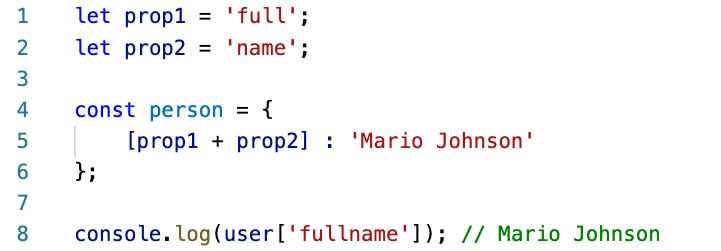 1 let prop1 = 'full';
2 let prop2 = 'name';
3
4 const person = {
5 [prop1 + prop2] : 'Mario Johnson'
6 };
7
8 console.log(user['fullname']); // Mario Johnson